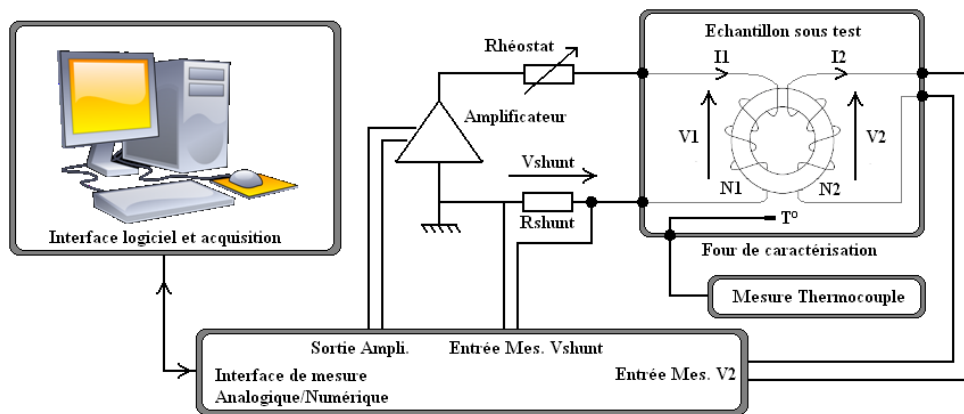 Echantillon sous test
Rhéostat
I1
I2
Amplificateur
V1
V2
Vshunt
N1
N2
T°
Rshunt
Interface logiciel et acquisition
Four de caractérisation
Mesure Thermocouple
Sortie Ampli.
Entrée Mes. Vshunt
Interface de mesure
Analogique/Numérique
Entrée Mes. V2